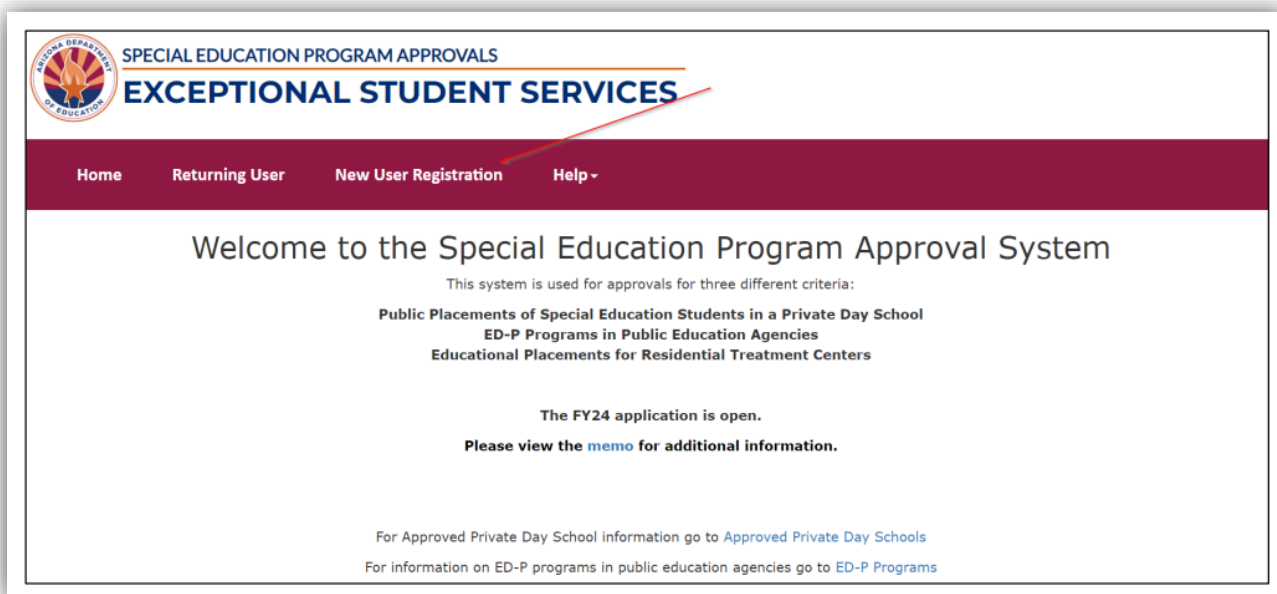 ARIZONA DEPARTMENT
OF EDUCATION
SPECIAL EDUCATION PROGRAM APPROVALS
EXCEPTIONAL STUDENT SERVICES
Home Returning User New User Registration Help
Welcome to the Special Education Program Approval System
This system is used for approvals for three different criteria:
Public Placements of Special Education Students in a Private Day School
ED-P Programs in Public Education Agencies
Educational Placements for Residential Treatment Centers
The FY24 application is open.
Please view the memo for additional information.
For Approved Private Day School information go to Approved Private Day Schools
For information on ED-P programs in public education agencies go to ED-P Programs